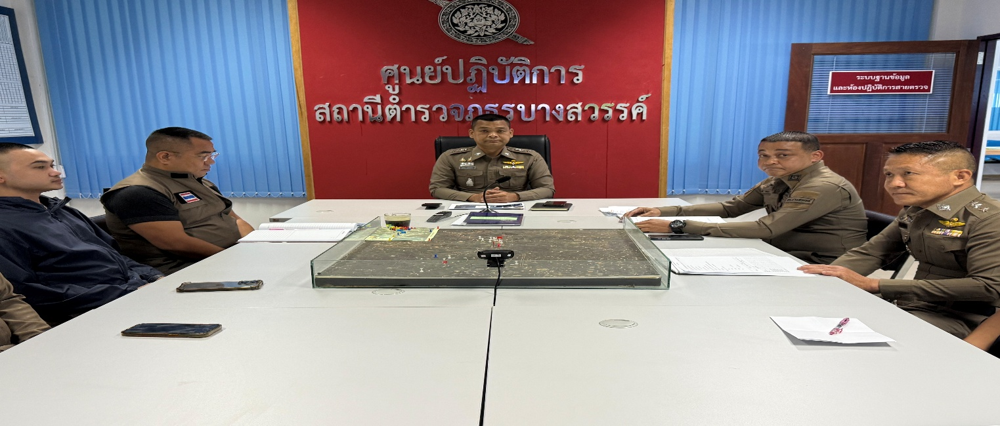 ศูนย์ปฏิบัติการ
สถานีตำรวจภูธรบางสวรรค์
ระบบฐานข้อมูล
และห้องปฏิบัติการสายตรวจ